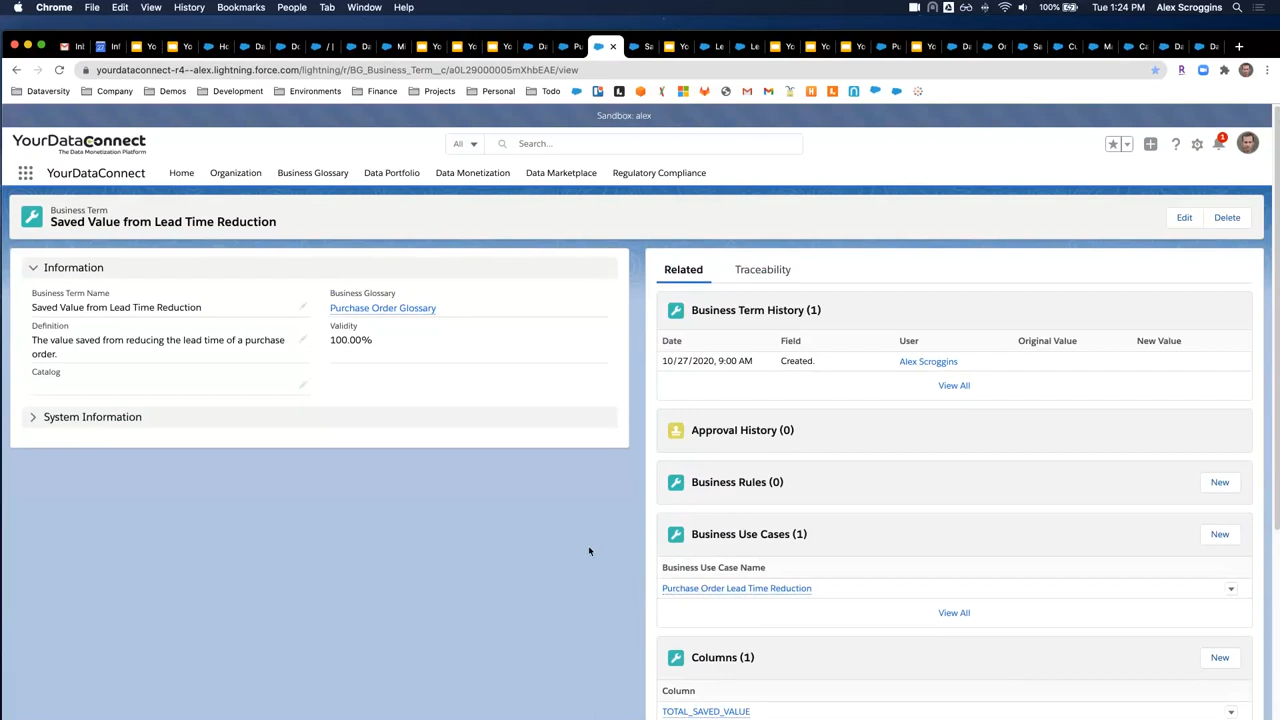 Chrome File Edit View History Bookmarks People Tab Window Help 100% Tue 1:24 PM Alex Scroggins
yourdataconnect-r4--alex.lightning.force.com/lightning/r/BG_Business_Term__c/a0L29000005mXhbEAE/view
Dataversity Company Demos Development Environments Finance Projects Personal Todo
Sandbox: alex
YourDataConnect
The Data Monetization Platform
All Search...
1
YourDataConnect Home Organization Business Glossary Data Portfolio Data Monetization Data Marketplace Regulatory Compliance
Business Term
Saved Value from Lead Time Reduction
Edit Delete
Information
Business Term Name
Saved Value from Lead Time Reduction
Definition
The value saved from reducing the lead time of a purchase
order.
Catalog
Business Glossary
Purchase Order Glossary
Validity
100.00%
System Information
Related Traceability
Business Term History (1)
Date Field User Original Value New Value
10/27/2020, 9:00 AM Created. Alex Scroggins
View All
Approval History (0)
Business Rules (0) New
Business Use Cases (1) New
Business Use Case Name
Purchase Order Lead Time Reduction
View All
Columns (1) New
Column
TOTAL_SAVED_VALUE